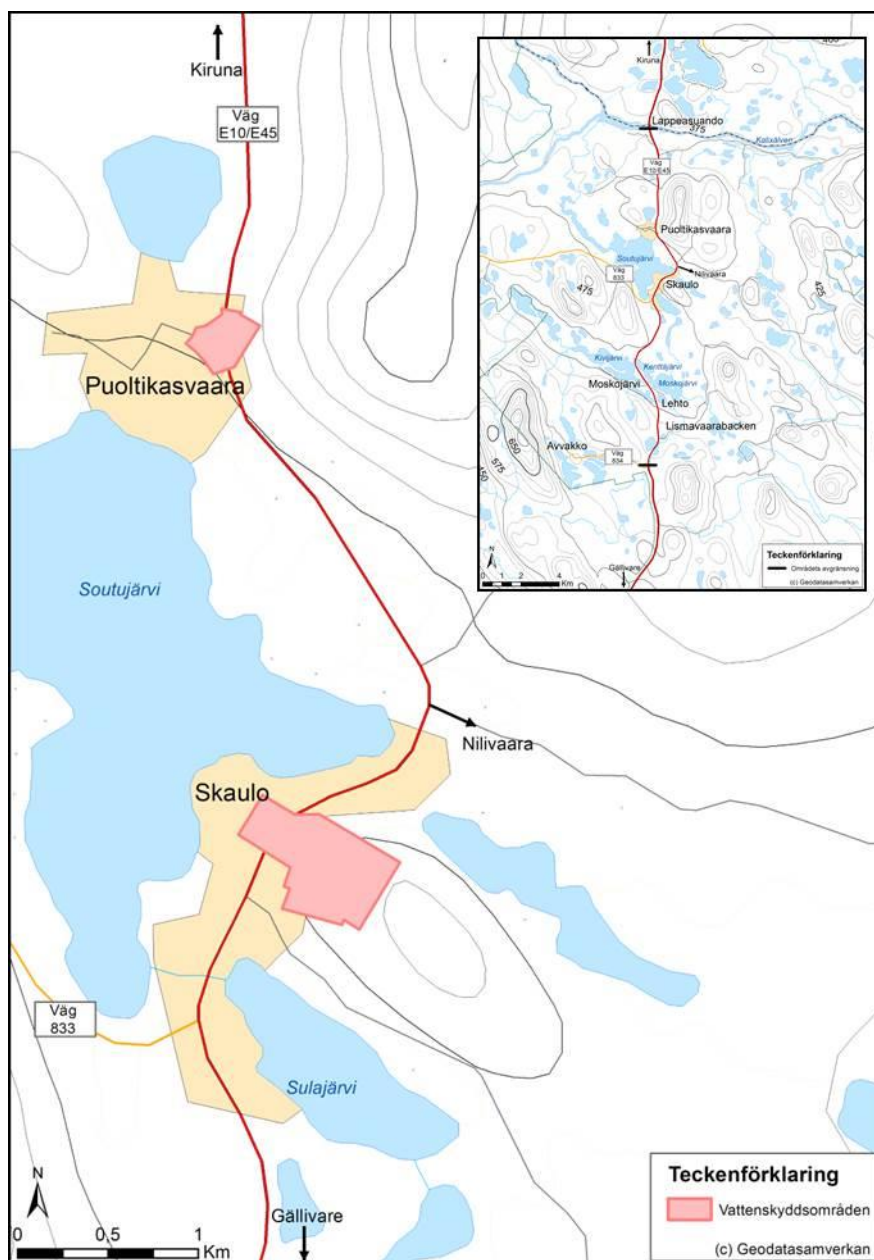 Kiruna
Väg
E10/E45
Puoltikasvaara
Soutujärvi
Nilivaara
Skaulo
Väg
833
Sulajärvi
Gällivare
N
0 0,5 1
Km
Teckenförklaring
Vattenskyddsområden
(c) Geodatasamverkan
Kiruna
Lappeasuando
375
Kalixälven
Väg
E10/E45
Puoltikasvaara
Soutujärvi
Väg
833
Nilivaara
Skaulo
475
425
Kivijärvi
Kenttäjärvi
Moskojärvi
Moskojärvi
Lehto
Lismavaarabacken
Avvakko
Väg
834
650
575
450
Gällivare
N
0 1 2 4
Km
Teckenförklaring
Områdets avgränsning
(c) Geodatasamverkan